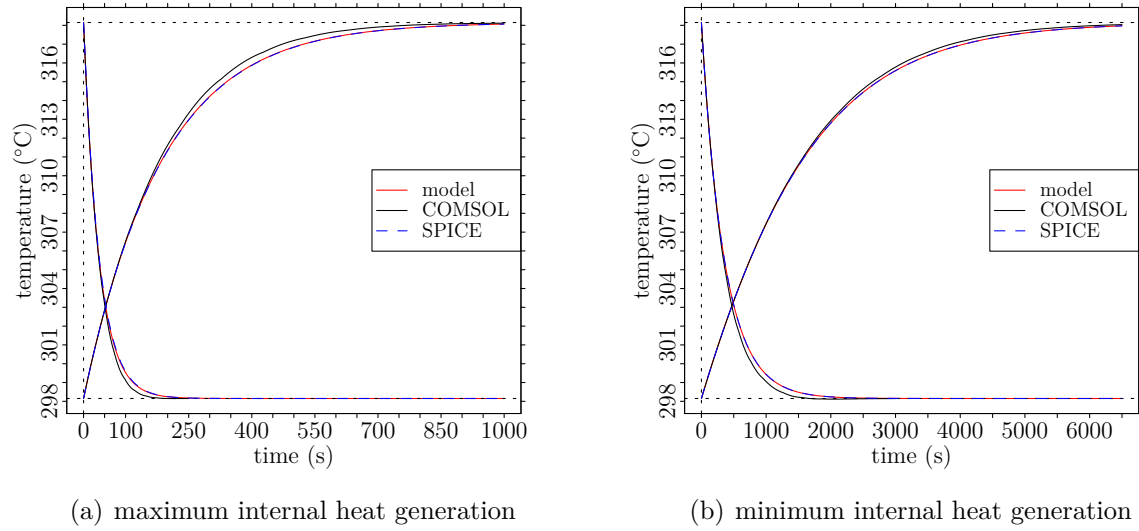 temperature (°C)
316
313
310
307
304
301
298
model
COMSOL
SPICE
0 100 250 400 550 700 850 1000
time (s)
(a) maximum internal heat generation
temperature (°C)
316
313
310
307
304
301
298
model
COMSOL
SPICE
0 1000 2000 3000 4000 5000 6000
time (s)
(b) minimum internal heat generation